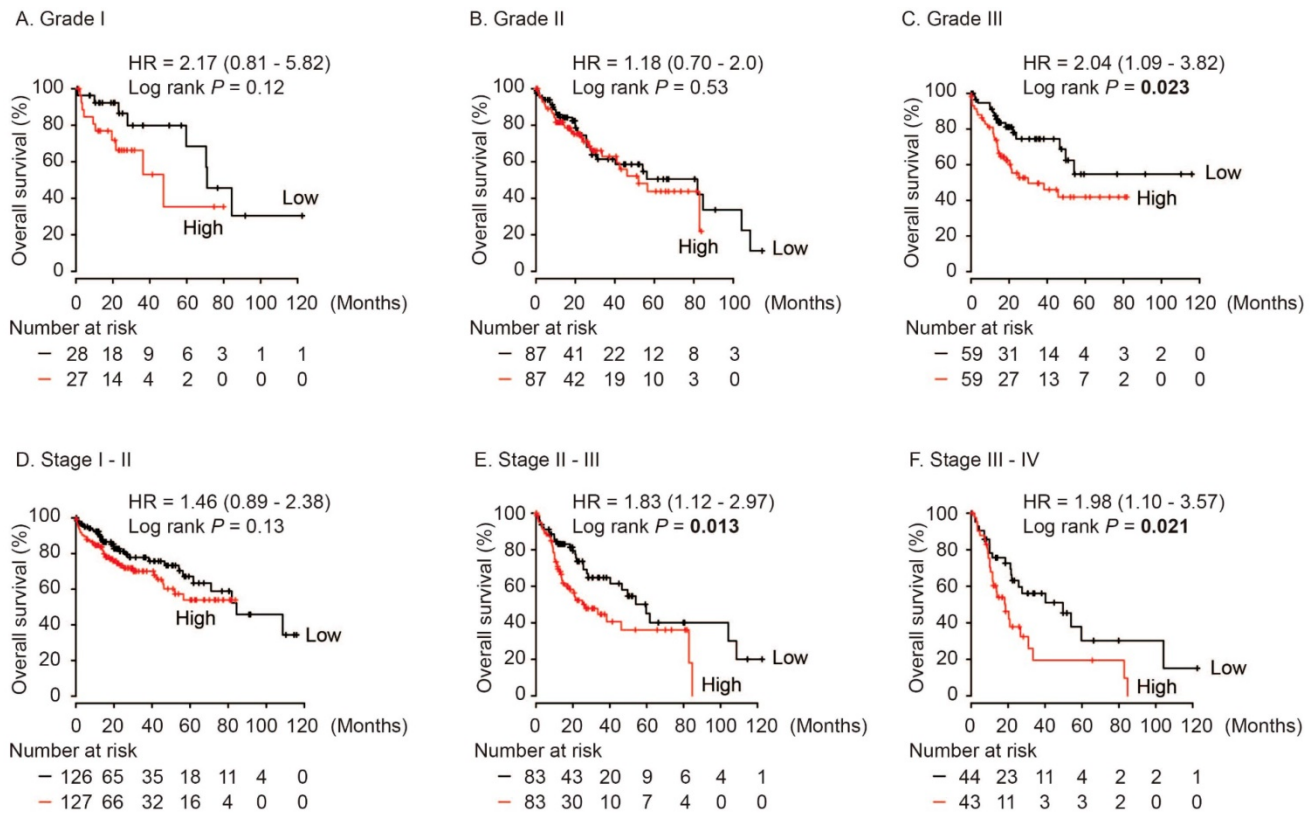 A. Grade I
HR = 2.17 (0.81 - 5.82)
Log rank P = 0.12
Overall survival (%)
100
80
60
40
20
0
Low
High
0 20 40 60 80 100 120 (Months)
Number at risk
28 18 9 6 3 1 1
27 14 4 2 0 0 0
B. Grade II
HR = 1.18 (0.70 - 2.0)
Log rank P = 0.53
Overall survival (%)
100
80
60
40
20
0
High
Low
0 20 40 60 80 100 (Months)
Number at risk
87 41 22 12 8 3
87 42 19 10 3 0
C. Grade III
HR = 2.04 (1.09 - 3.82)
Log rank P = 0.023
Overall survival (%)
100
80
60
40
20
0
Low
High
0 20 40 60 80 100 120 (Months)
Number at risk
59 31 14 4 3 2 0
59 27 13 7 2 0 0
D. Stage I - II
HR = 1.46 (0.89 - 2.38)
Log rank P = 0.13
Overall survival (%)
100
80
60
40
20
0
High
Low
0 20 40 60 80 100 120 (Months)
Number at risk
126 65 35 18 11 4 0
127 66 32 16 4 0 0
E. Stage II - III
HR = 1.83 (1.12 - 2.97)
Log rank P = 0.013
Overall survival (%)
100
80
60
40
20
0
Low
High
0 20 40 60 80 100 120 (Months)
Number at risk
83 43 20 9 6 4 1
83 30 10 7 4 0 0
F. Stage III - IV
HR = 1.98 (1.10 - 3.57)
Log rank P = 0.021
Overall survival (%)
100
80
60
40
20
0
Low
High
0 20 40 60 80 100 120 (Months)
Number at risk
44 23 11 4 2 2 1
43 11 3 3 2 0 0